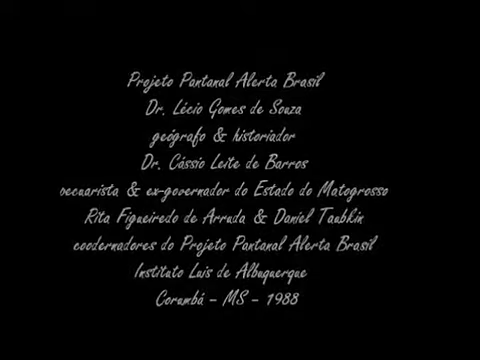 Projeto Pantanal Alerta Brasil
Dr. Lécio Gomes de Souza
geógrafo & historiador
Dr. Cássio Leite de Barros
pecuarista & ex-governador do Estado do Matogrosso
Rita Figueiredo de Arruda & Daniel Taubkin
coodernadores do Projeto Pantanal Alerta Brasil
Instituto Luis de Albuquerque
Corumbá – MS – 1988